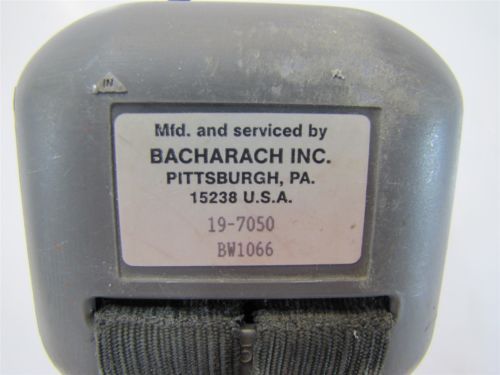 IN
Mfd. and serviced by
BACHARACH INC.
PITTSBURGH, PA.
15238 U.S.A.
19-7050
BW1066